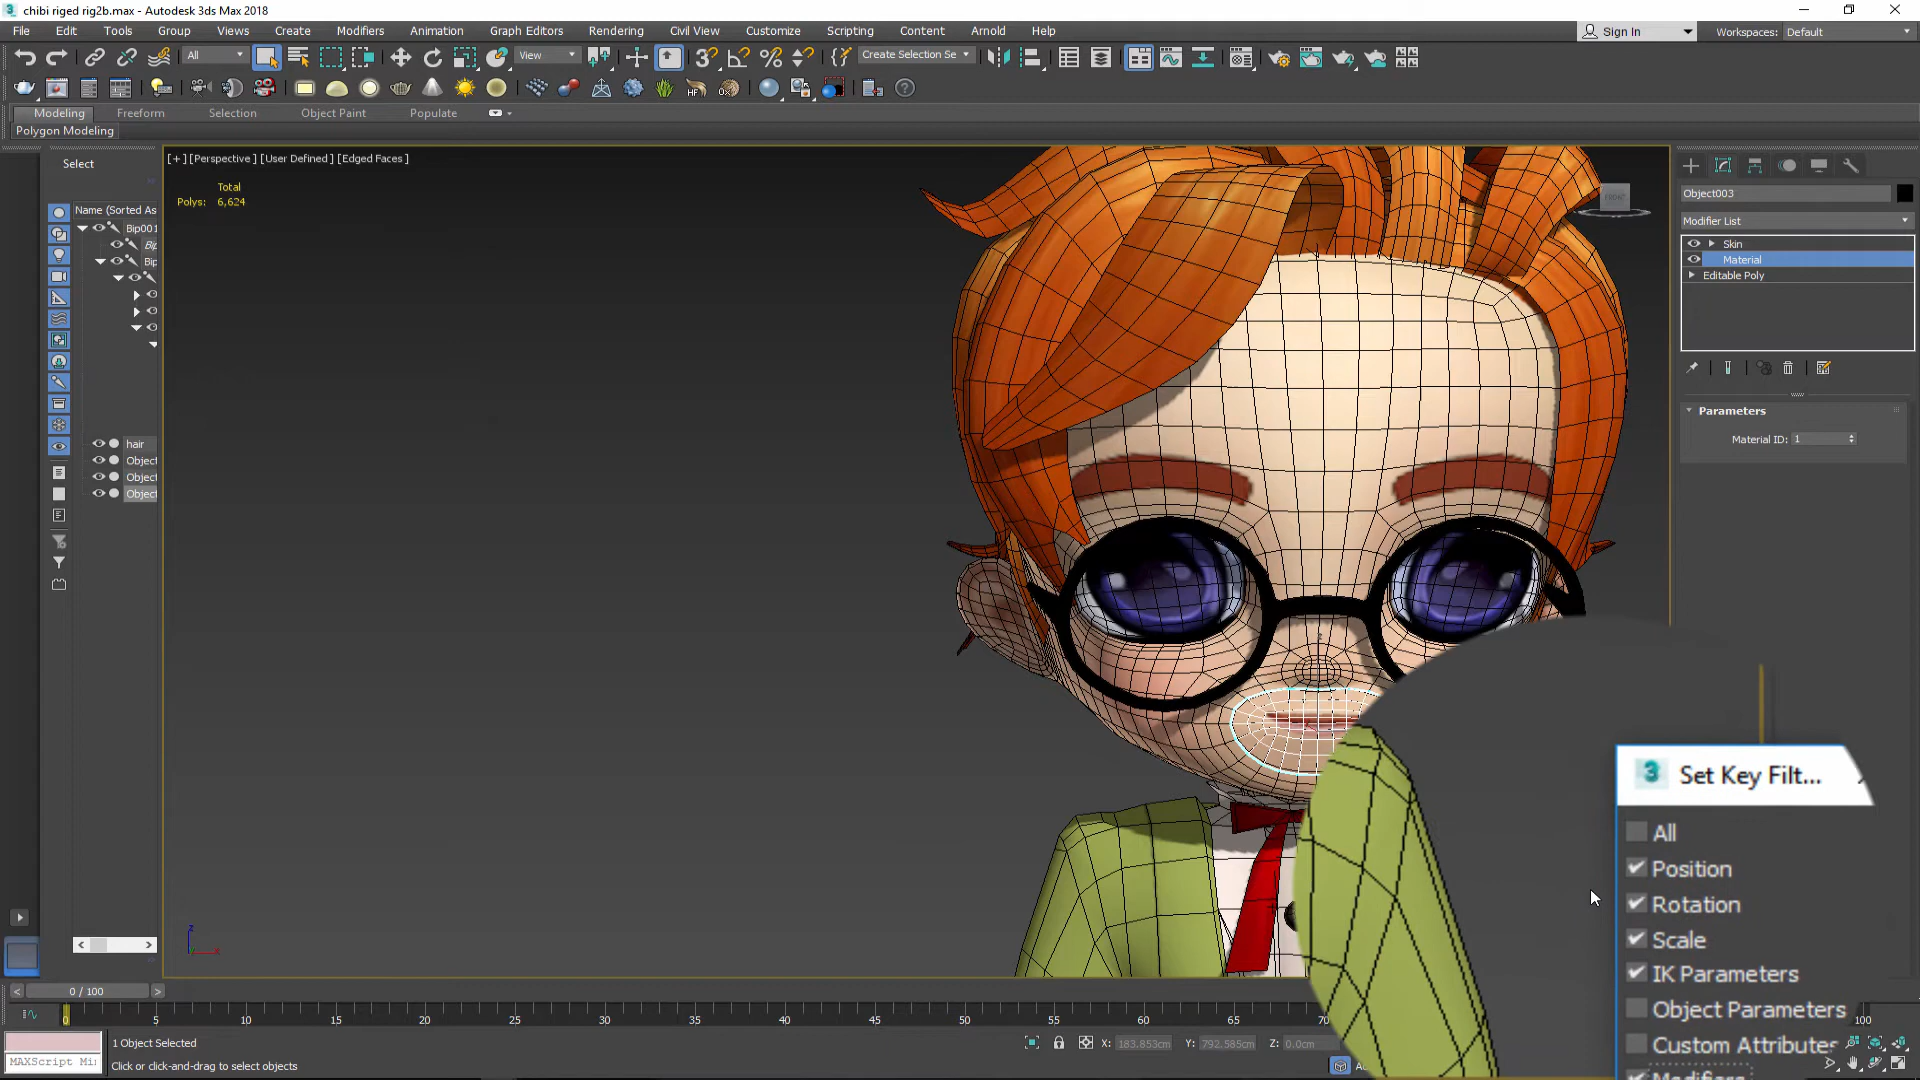 chibi riged rig2b.max - Autodesk 3ds Max 2018
File Edit Tools Group Views Create Modifiers Animation Graph Editors Rendering Civil View Customize Scripting Content Arnold Help
Sign In
Workspaces: Default
All
View
Create Selection Se
Modeling Freeform Selection Object Paint Populate
Polygon Modeling
Select
[+] [Perspective] [User Defined] [Edged Faces]
Total
Polys: 6,624
FRONT
Name (Sorted As
Bip001
Bip
Bip
hair
Object
Object
Object
Object003
Modifier List
Skin
Material
Editable Poly
Parameters
Material ID: 1
Set Key Filt...
All
Position
Rotation
Scale
IK Parameters
Object Parameters
Custom Attributes
Modifiers
0 / 100
0 5 10 15 20 25 30 35 40 45 50 55 60 65 70 100
1 Object Selected
X: 183.853cm Y: 792.585cm Z: 0.0cm
MAXScript Mi
Click or click-and-drag to select objects